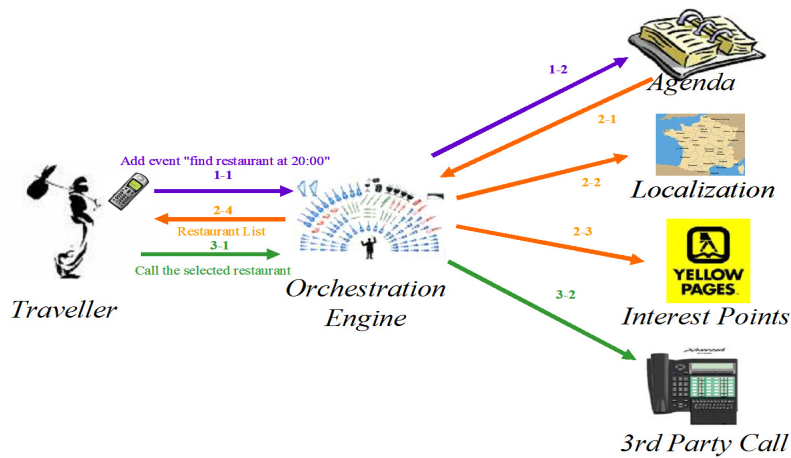 1-2
Agenda
2-1
Add event "find restaurant at 20:00"
1-1
2-2
Localization
2-4
Restaurant List
2-3
3-1
Call the selected restaurant
YELLOW
PAGES
Orchestration
Engine
Traveller
3-2
Interest Points
Advanced
3rd Party Call